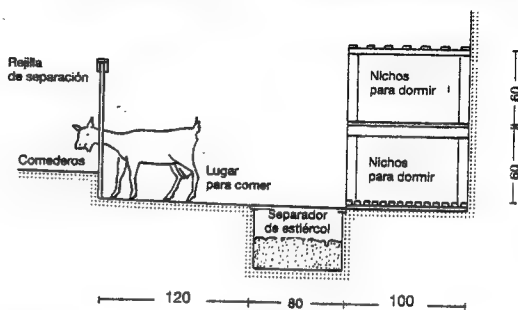 Rejilla
de separación
Comederos
Lugar
para comer
Nichos
para dormir
Nichos
para dormir
Separador
de estiércol
60
60
120
80
100